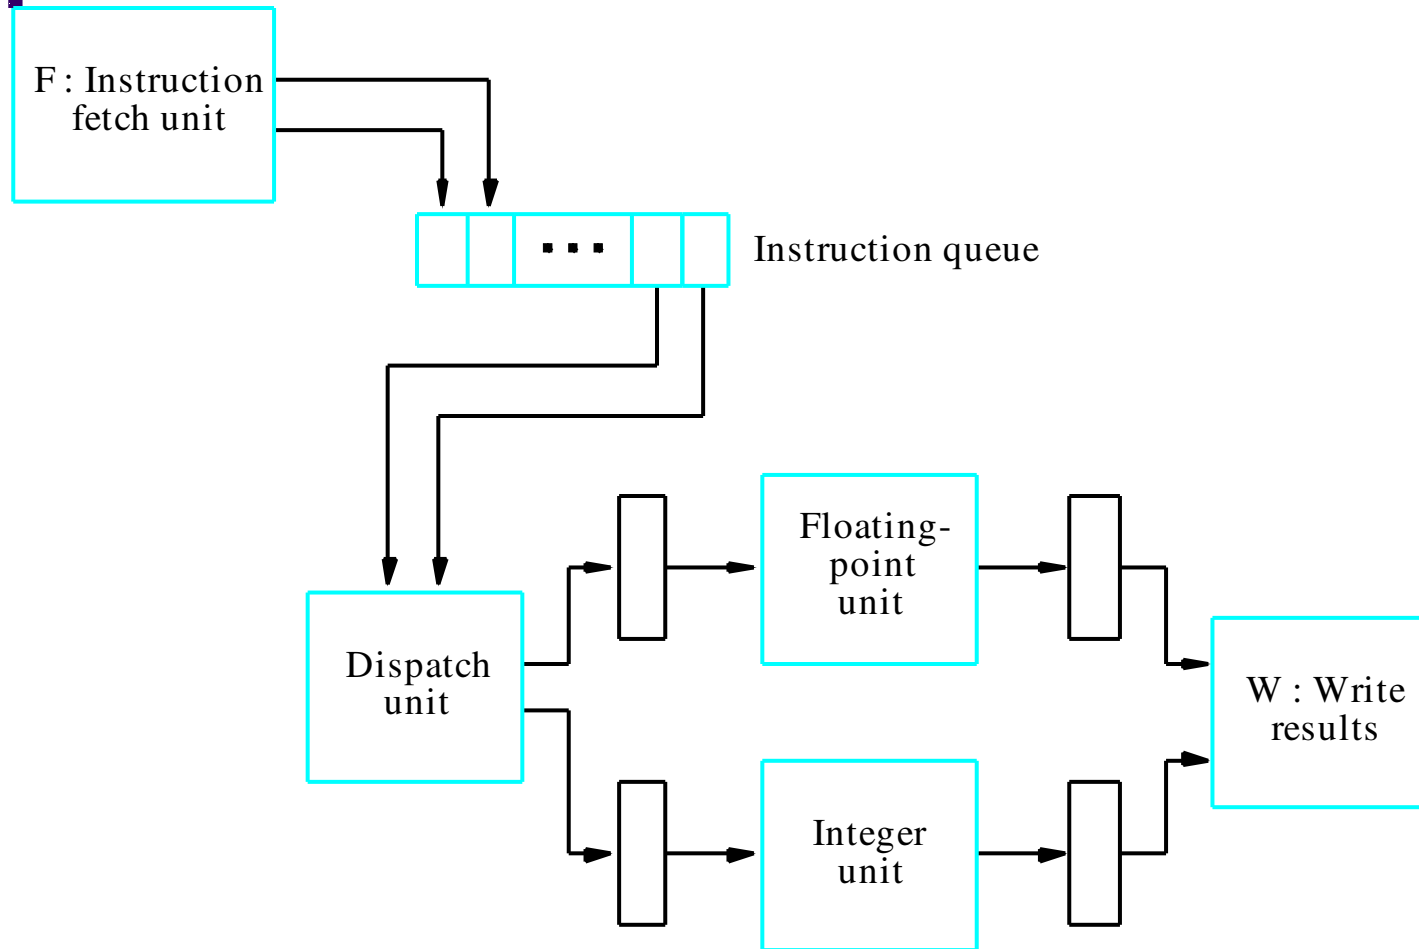 F : Instruction
fetch unit
Instruction queue
Floating-
point
unit
Dispatch
unit
W : Write
results
Integer
unit